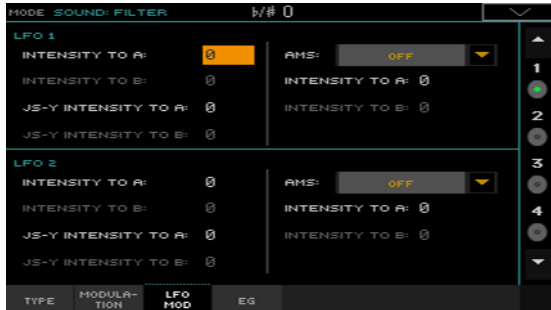 MODE SOUND: FILTER ♭/# 0
LFO 1
INTENSITY TO A: 0 AMS: OFF
INTENSITY TO B: 0 INTENSITY TO A: 0
JS-Y INTENSITY TO A: 0 INTENSITY TO B: 0
JS-Y INTENSITY TO B: 0
1
2
LFO 2
INTENSITY TO A: 0 AMS: OFF
INTENSITY TO B: 0 INTENSITY TO A: 0
JS-Y INTENSITY TO A: 0 INTENSITY TO B: 0
JS-Y INTENSITY TO B: 0
3
4
TYPE MODULA-
TION LFO
MOD EG